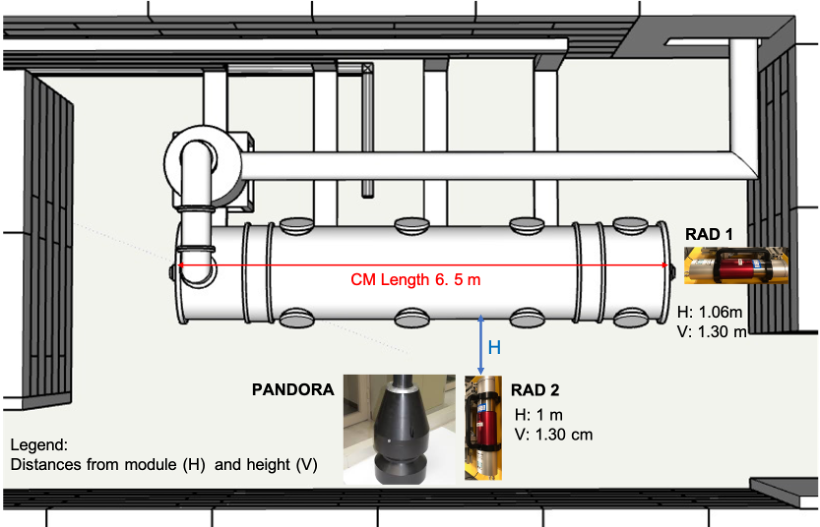 RAD 1
CM Length 6. 5 m
H: 1.06m
V: 1.30 m
H
PANDORA
RAD 2
H: 1 m
V: 1.30 cm
Legend:
Distances from module (H) and height (V)